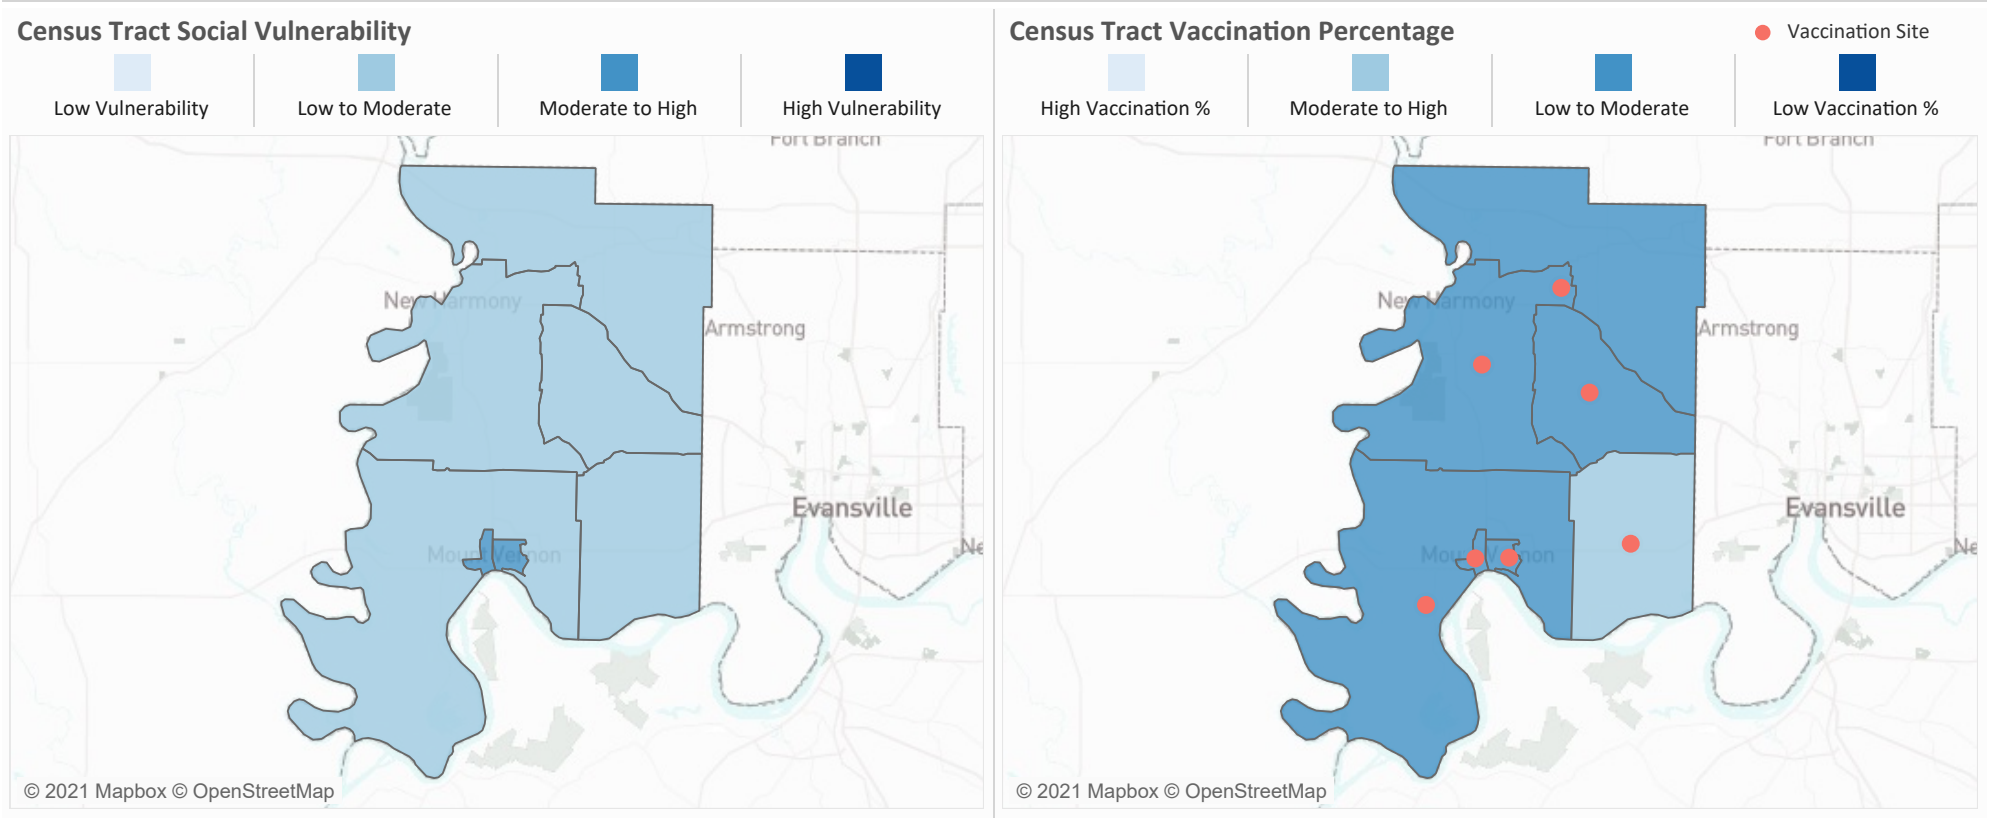 Census Tract Social Vulnerability
Low Vulnerability
Low to Moderate
Moderate to High
High Vulnerability
Fort Branch
New Harmony
Armstrong
Evansville
Mount Vernon
Ne
© 2021 Mapbox © OpenStreetMap
Census Tract Vaccination Percentage
Vaccination Site
High Vaccination %
Moderate to High
Low to Moderate
Low Vaccination %
Fort Branch
New Harmony
Armstrong
Evansville
Mount Vernon
Ne
© 2021 Mapbox © OpenStreetMap